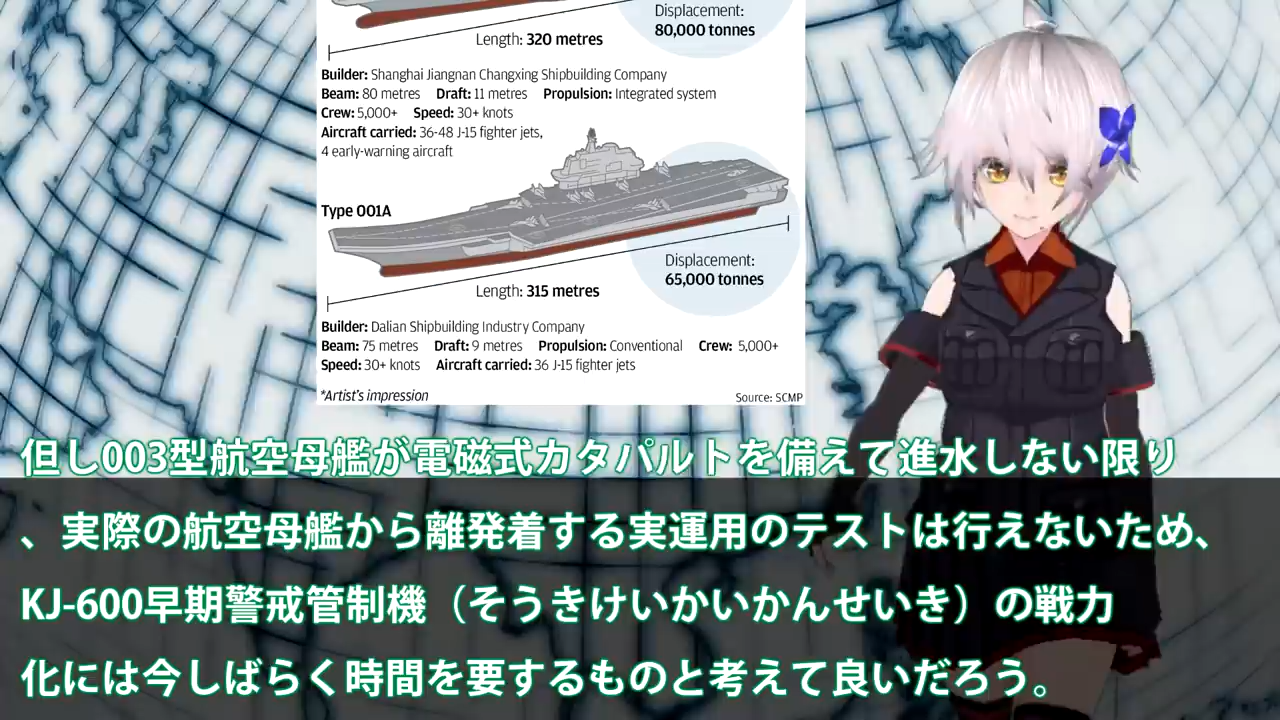 Displacement:
80,000 tonnes
Length: 320 metres
Builder: Shanghai Jiangnan Changxing Shipbuilding Company
Beam: 80 metres Draft: 11 metres Propulsion: Integrated system
Crew: 5,000+ Speed: 30+ knots
Aircraft carried: 36-48 J-15 fighter jets,
4 early-warning aircraft
Type 001A
Displacement:
65,000 tonnes
Length: 315 metres
Builder: Dalian Shipbuilding Industry Company
Beam: 75 metres Draft: 9 metres Propulsion: Conventional Crew: 5,000+
Speed: 30+ knots Aircraft carried: 36 J-15 fighter jets
*Artist's impression Source: SCMP
但し003型航空母艦が電磁式カタパルトを備えて進水しない限り
、実際の航空母艦から離発着する実運用のテストは行えないため、
KJ-600早期警戒管制機（そうきけいかいかんせいき）の戦力
化には今しばらく時間を要するものと考えて良いだろう。